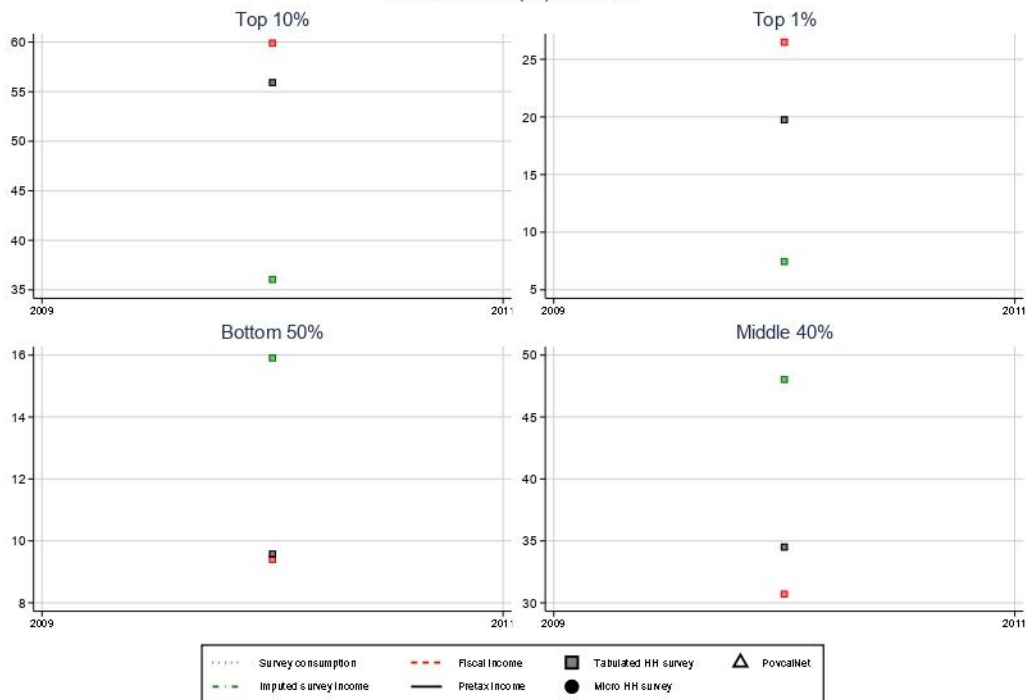 Top 10%
Top 1%
60
55
50
45
40
35
2009
2011
25
20
15
10
5
2009
2011
Bottom 50%
Middle 40%
16
14
12
10
8
2009
2011
50
45
40
35
30
2009
2011
Survey consumption
Fiscal income
Tabulated HH survey
PovcalNet
Imputed survey income
Pretax income
Micro HH survey